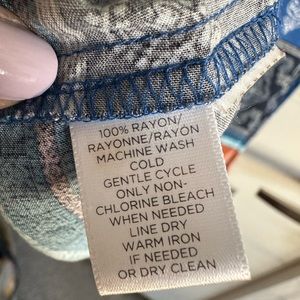 100% RAYON/
RAYONNE/RAYÓN
MACHINE WASH
COLD
GENTLE CYCLE
ONLY NON-
CHLORINE BLEACH
WHEN NEEDED
LINE DRY
WARM IRON
IF NEEDED
OR DRY CLEAN